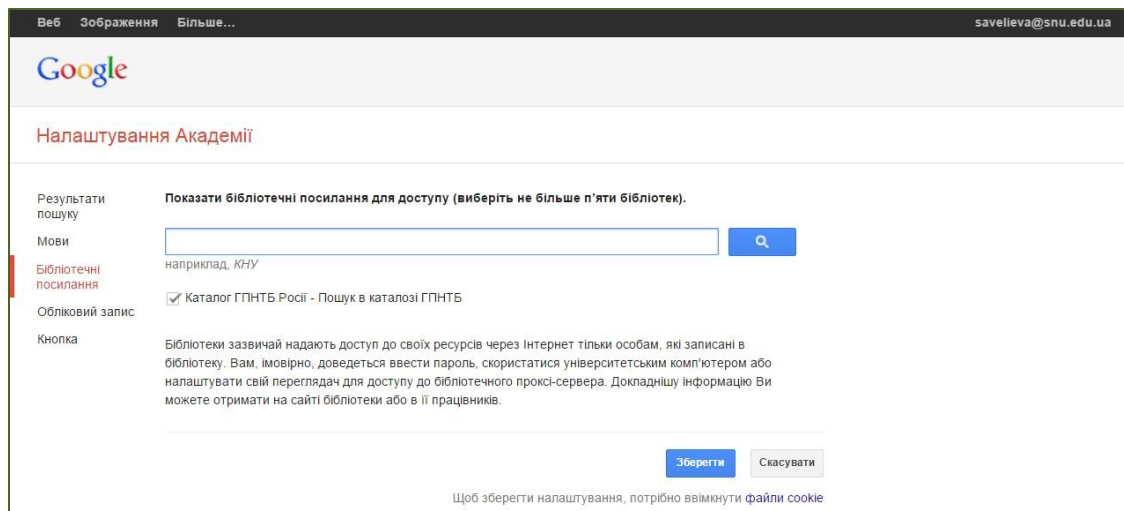 Веб Зображення Більше... savelieva@snu.edu.ua
Google
Налаштування Академії
Результати
пошуку
Мови
Бібліотечні
посилання
Обліковий запис
Кнопка
Показати бібліотечні посилання для доступу (виберіть не більше п'яти бібліотек).
наприклад, КНУ
Каталог ГПНТБ Росії - Пошук в каталозі ГПНТБ
Бібліотеки зазвичай надають доступ до своїх ресурсів через Інтернет тільки особам, які записані в
бібліотеку. Вам, імовірно, доведеться ввести пароль, скористатися університетським комп'ютером або
налаштувати свій переглядач для доступу до бібліотечного проксі-сервера. Докладнішу інформацію Ви
можете отримати на сайті бібліотеки або в її працівників.
Зберегти Скасувати
Щоб зберегти налаштування, потрібно ввімкнути файли cookie